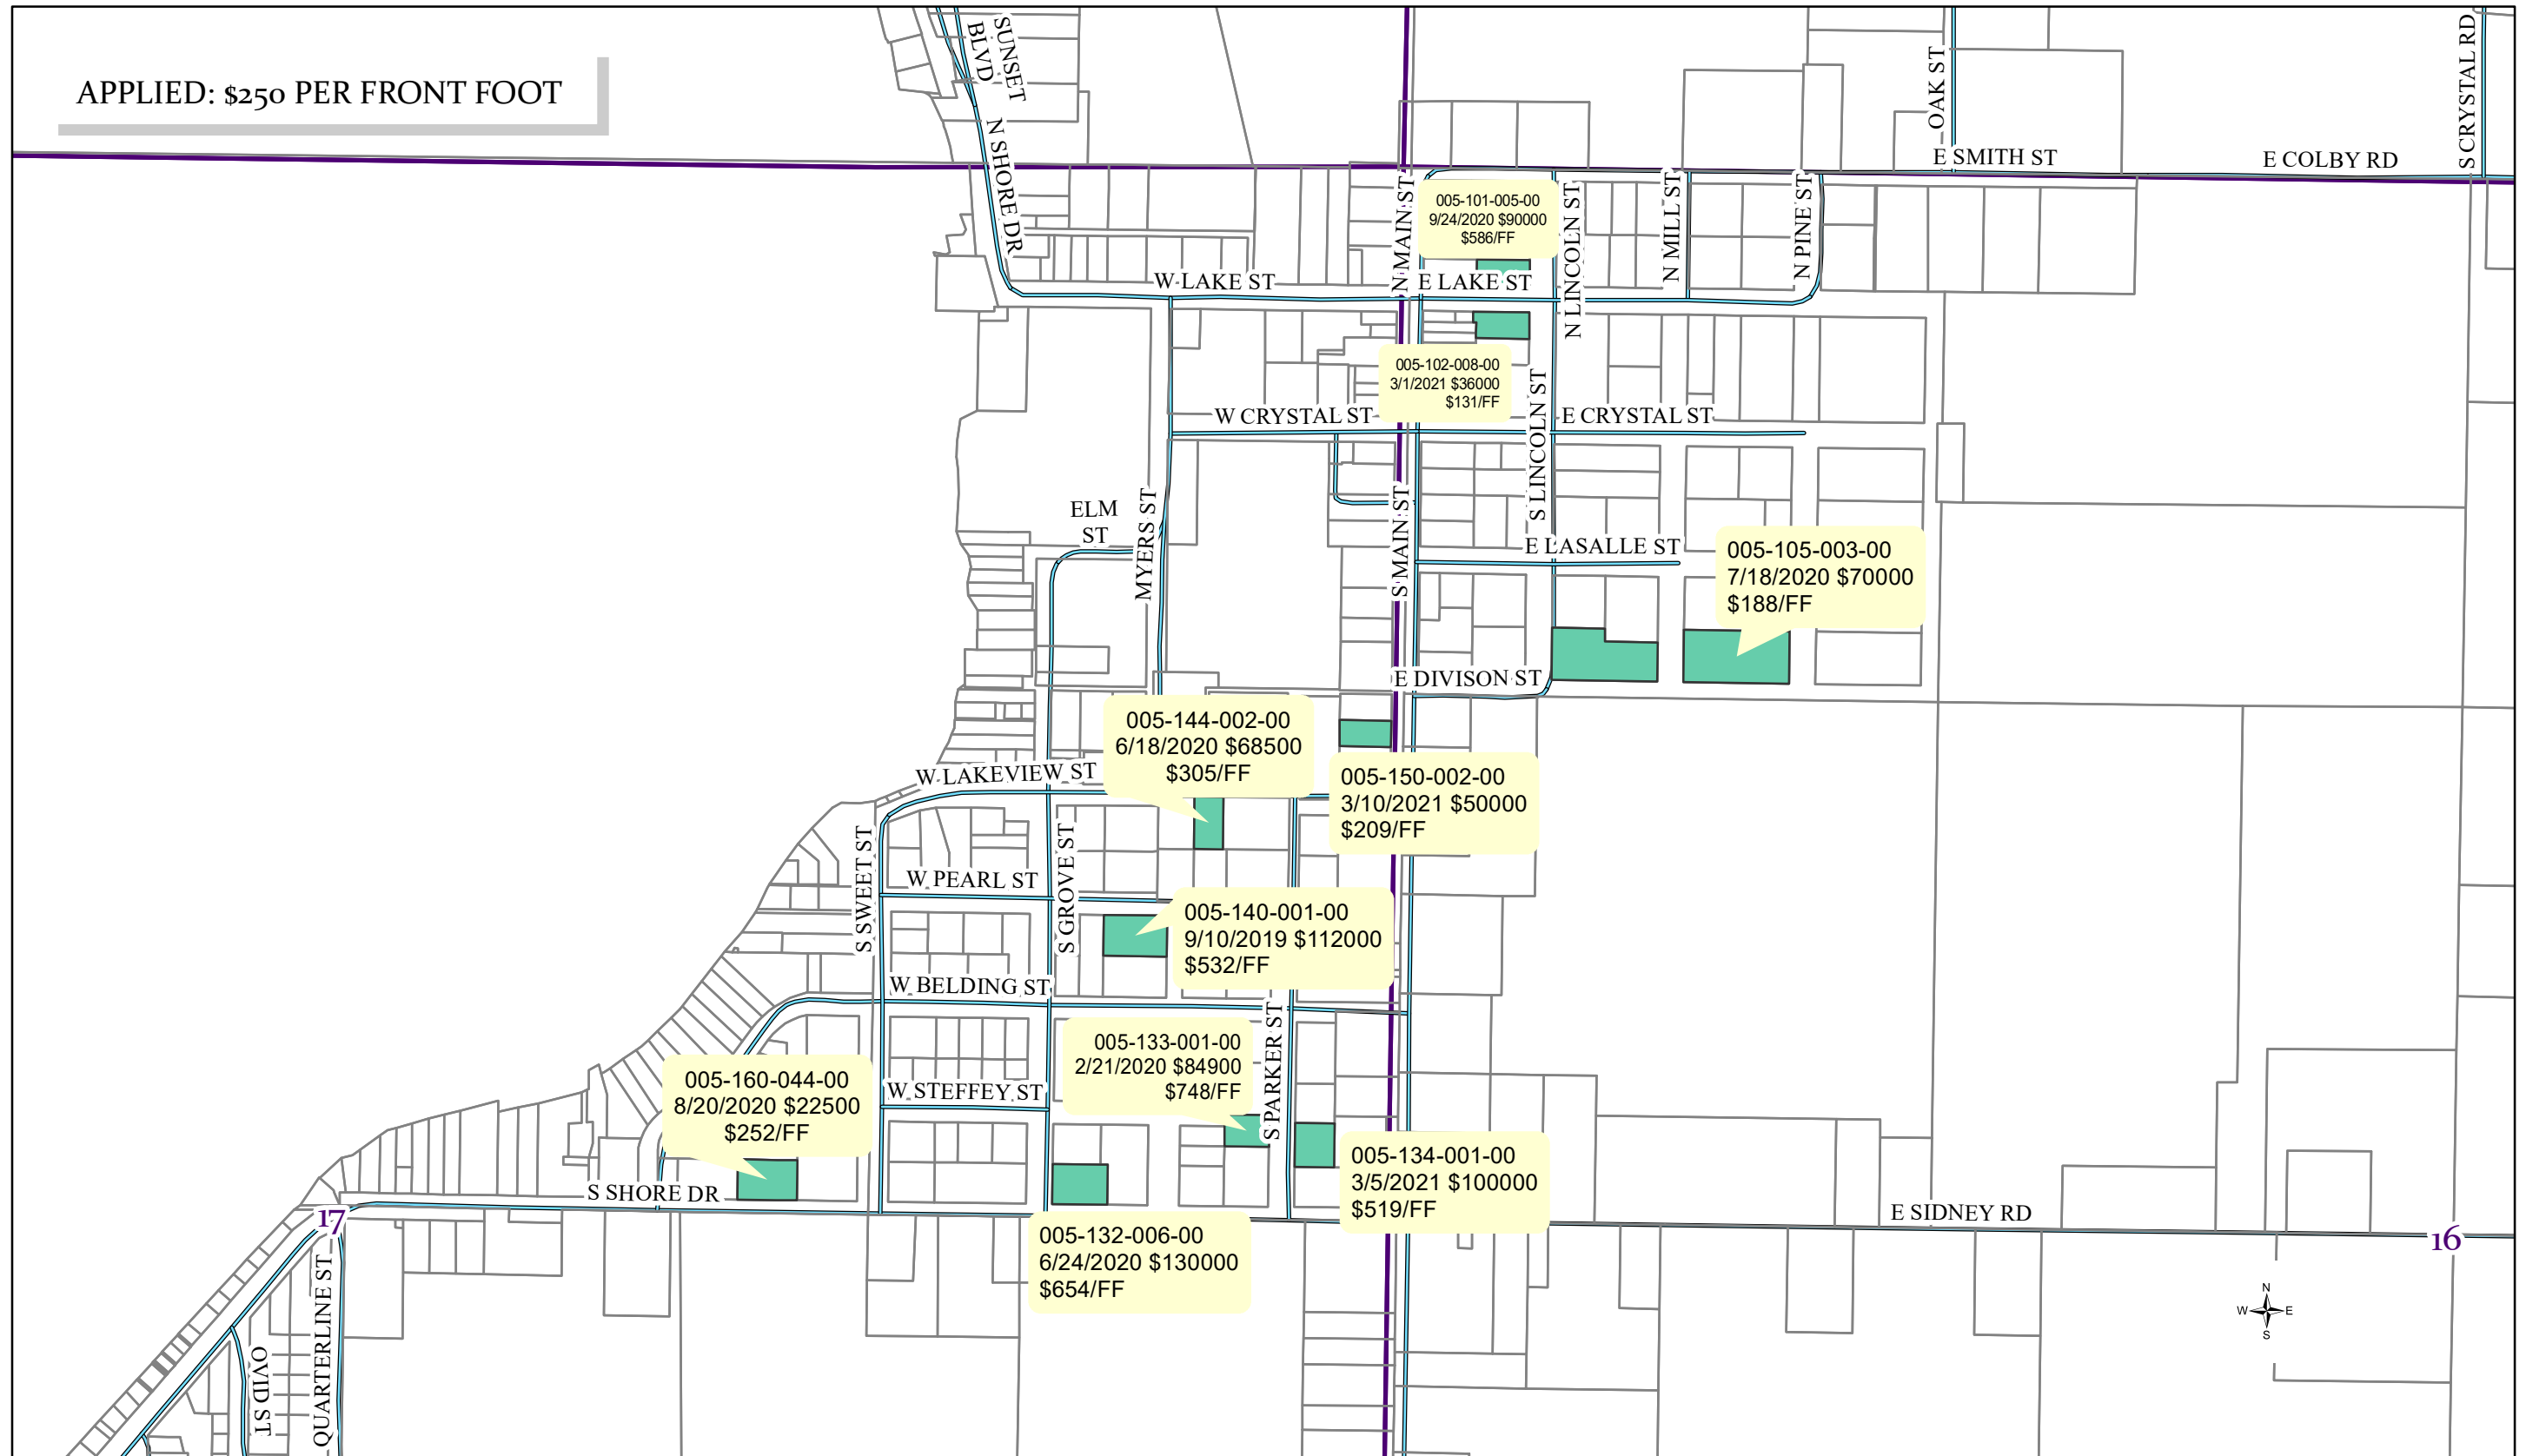 APPLIED: $250 PER FRONT FOOT
SUNSET
BLVD
N SHORE DR
OAK ST
S CRYSTAL RD
E SMITH ST
E COLBY RD
N MAIN ST
005-101-005-00
9/24/2020 $90000
$586/FF
N LINCOLN ST
N MILL ST
N PINE ST
W LAKE ST
E LAKE ST
005-102-008-00
3/1/2021 $36000
$131/FF
W CRYSTAL ST
E CRYSTAL ST
S LINCOLN ST
ELM
ST
MYERS ST
S MAIN ST
E LASALLE ST
005-105-003-00
7/18/2020 $70000
$188/FF
E DIVISON ST
005-144-002-00
6/18/2020 $68500
$305/FF
W LAKEVIEW ST
005-150-002-00
3/10/2021 $50000
$209/FF
S SWEET ST
S GROVE ST
W PEARL ST
005-140-001-00
9/10/2019 $112000
$532/FF
W BELDING ST
S PARKER ST
005-133-001-00
2/21/2020 $84900
$748/FF
005-160-044-00
8/20/2020 $22500
$252/FF
W STEFFEY ST
005-134-001-00
3/5/2021 $100000
$519/FF
S SHORE DR
E SIDNEY RD
17
16
005-132-006-00
6/24/2020 $130000
$654/FF
QUARTERLINE ST
OVID ST
N
W E
S